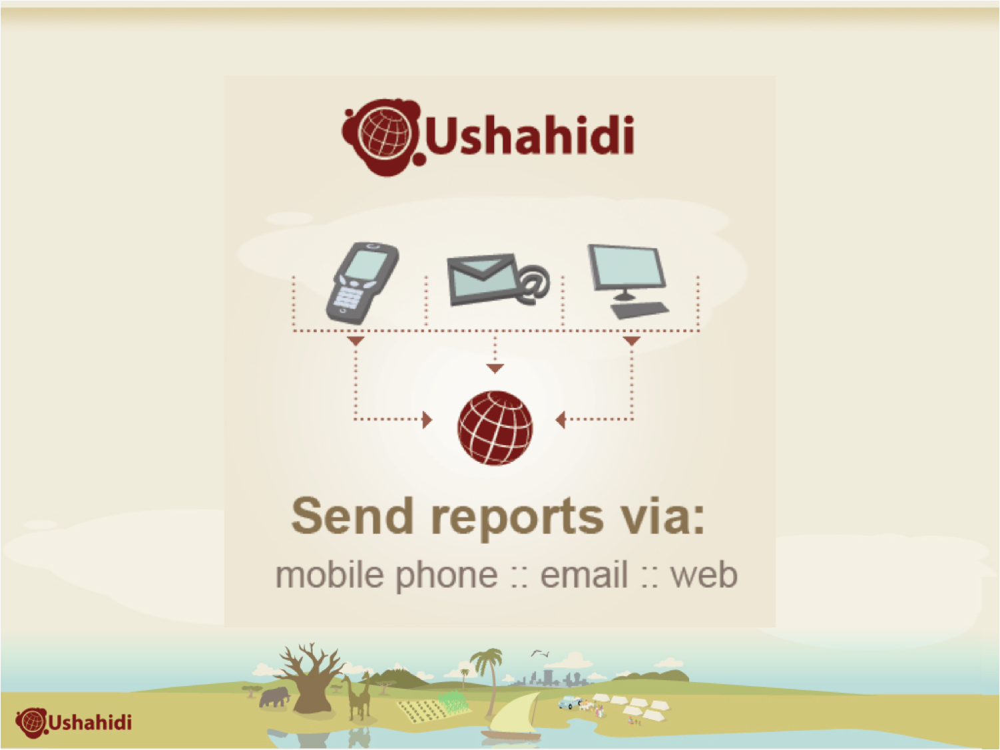 Ushahidi
Send reports via:
mobile phone :: email :: web
Ushahidi